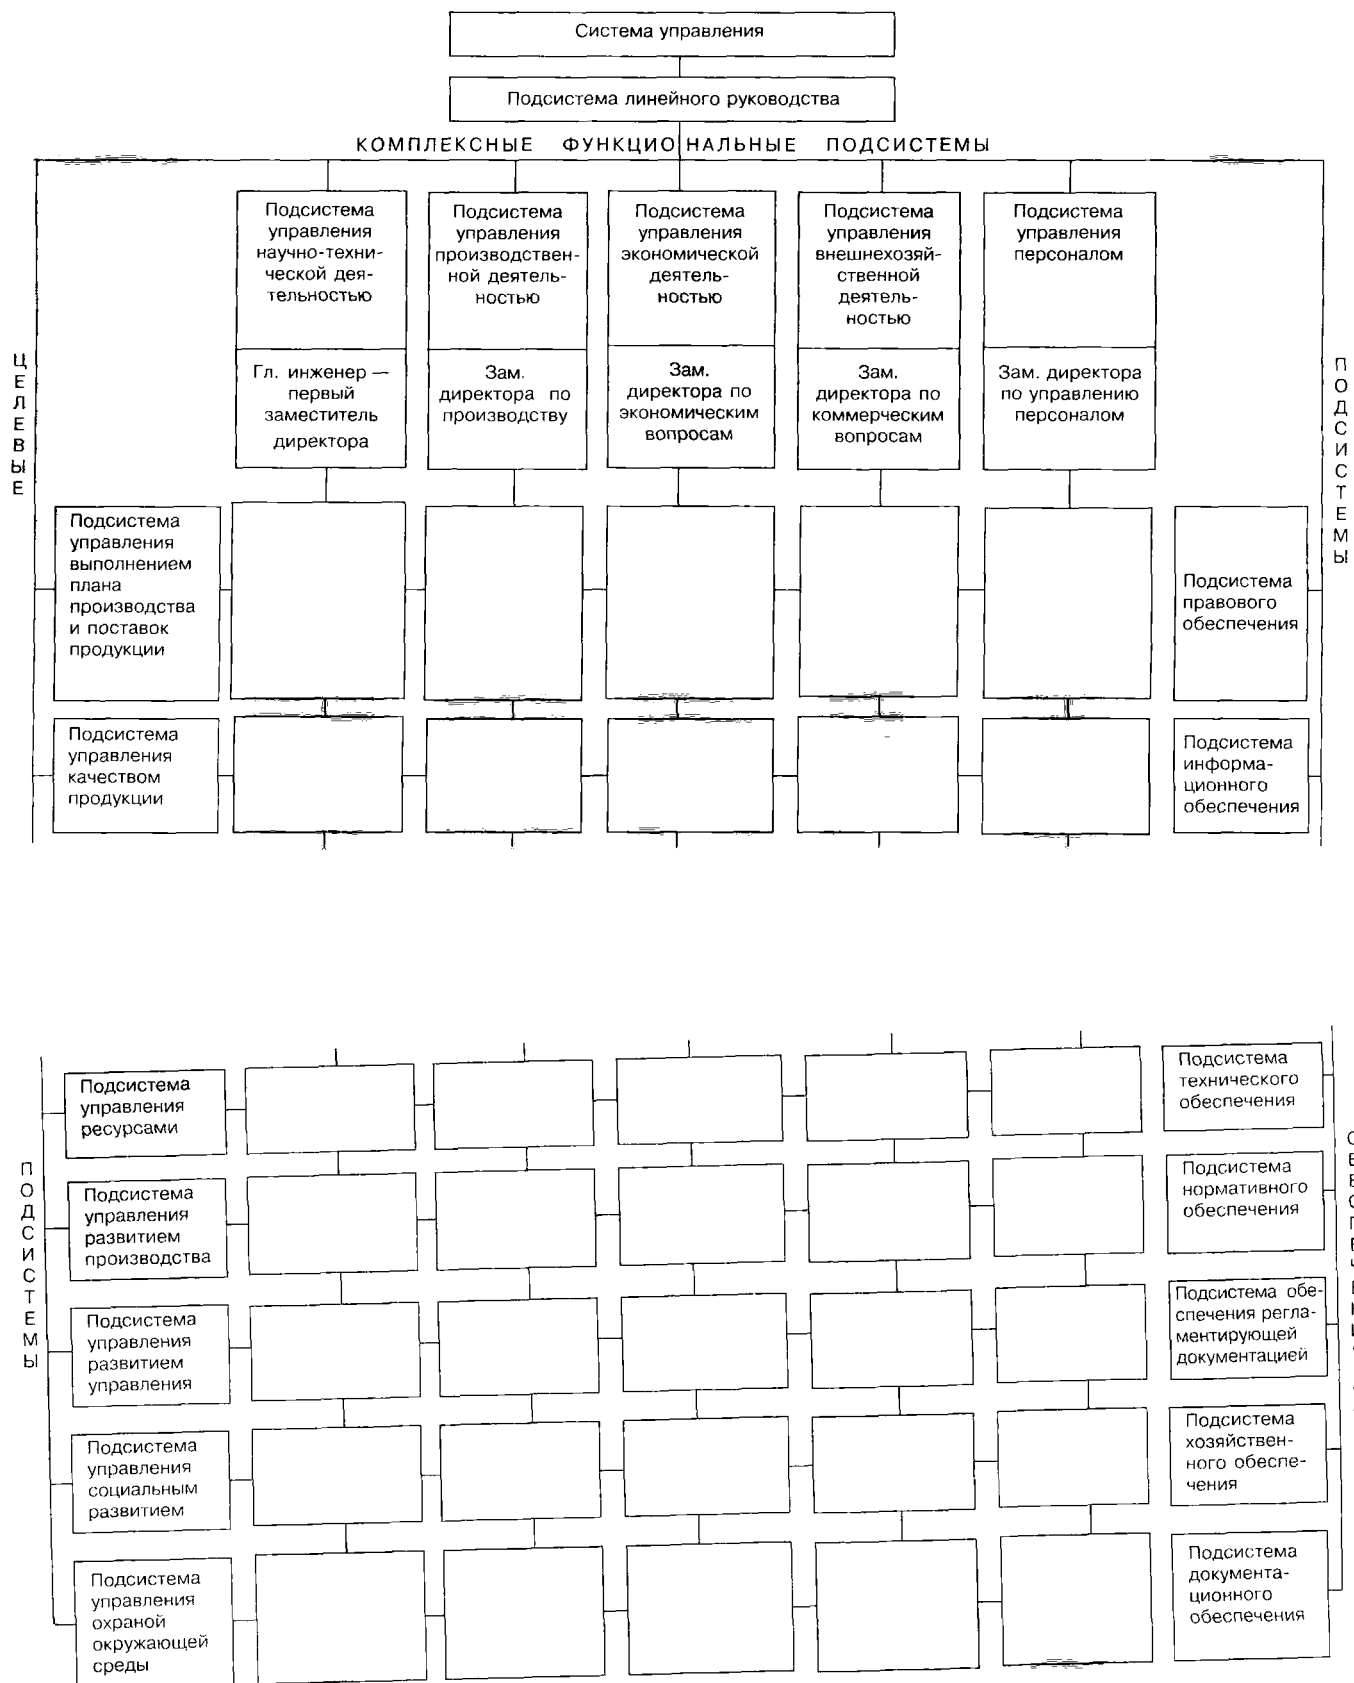 Система управления
Подсистема линейного руководства
КОМПЛЕКСНЫЕ ФУНКЦИОНАЛЬНЫЕ ПОДСИСТЕМЫ
Подсистема
управления
научно-техни-
ческой дея-
тельностью
Подсистема
управления
производствен-
ной деятель-
ностью
Подсистема
управления
экономической
деятель-
ностью
Подсистема
управления
внешнехозяй-
ственной
деятель-
ностью
Подсистема
управления
персоналом
Гл. инженер —
первый
заместитель
директора
Зам.
директора по
производству
Зам.
директора по
экономическим
вопросам
Зам.
директора по
коммерческим
вопросам
Зам. директора
по управлению
персоналом
ЦЕЛЕВЫЕ
ПОДСИСТЕМЫ
Подсистема
управления
выполнением
плана
производства
и поставок
продукции
Подсистема
правового
обеспечения
Подсистема
управления
качеством
продукции
Подсистема
информа-
ционного
обеспечения
Подсистема
управления
ресурсами
Подсистема
технического
обеспечения
ПОДСИСТЕМЫ
Подсистема
управления
развитием
производства
Подсистема
нормативного
обеспечения
Подсистема
управления
развитием
управления
Подсистема обе-
спечения регла-
ментирующей
документацией
Подсистема
управления
социальным
развитием
Подсистема
хозяйствен-
ного обеспе-
чения
Подсистема
управления
охраной
окружающей
среды
Подсистема
документа-
ционного
обеспечения